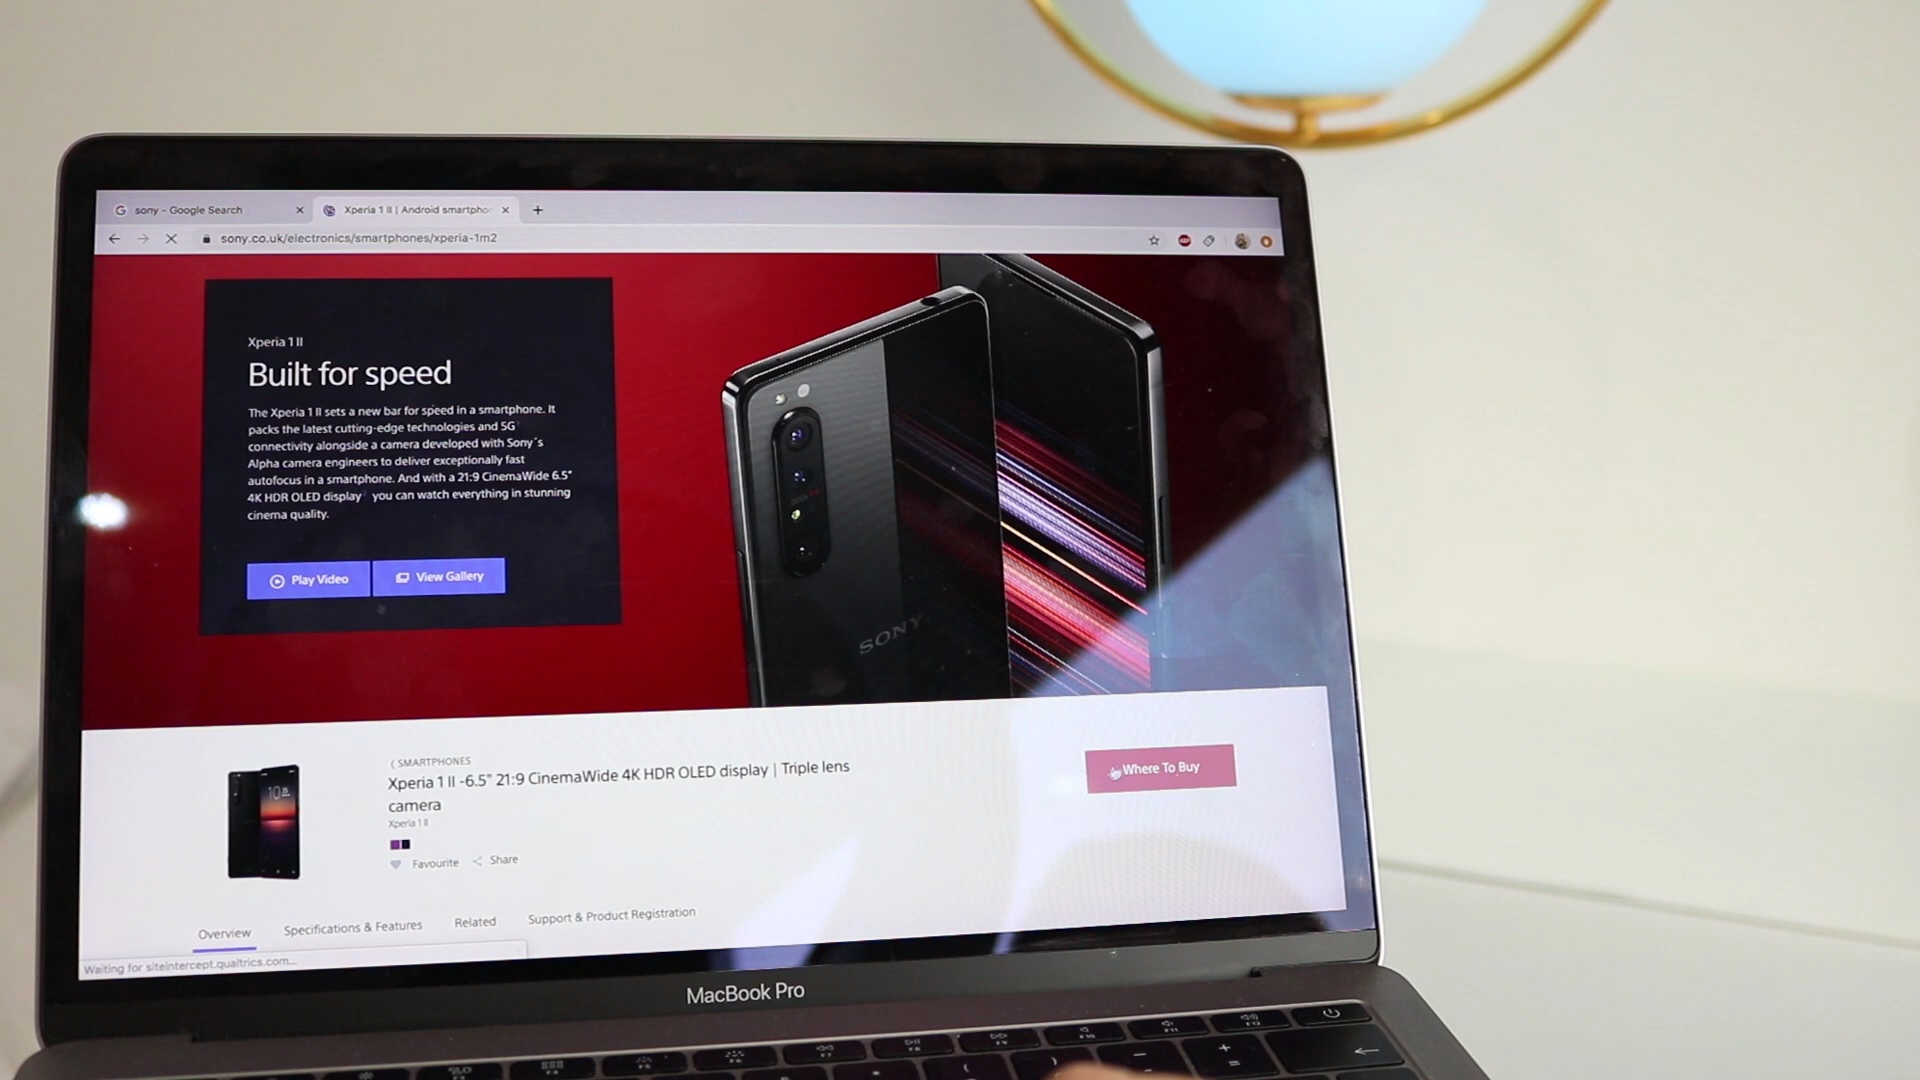 sony - Google Search
Xperia 1 II | Android smartphor
sony.co.uk/electronics/smartphones/xperia-1m2
Xperia 1 II
Built for speed
The Xperia 1 II sets a new bar for speed in a smartphone. It
packs the latest cutting-edge technologies and 5G
connectivity alongside a camera developed with Sony´s
Alpha camera engineers to deliver exceptionally fast
autofocus in a smartphone. And with a 21:9 CinemaWide 6.5"
4K HDR OLED display you can watch everything in stunning
cinema quality.
Play Video
View Gallery
SONY
< SMARTPHONES
Xperia 1 II -6.5" 21:9 CinemaWide 4K HDR OLED display | Triple lens
camera
Xperia 1 II
Favourite
Share
Where To Buy
Overview
Specifications & Features
Related
Support & Product Registration
Waiting for siteintercept.qualtrics.com...
MacBook Pro